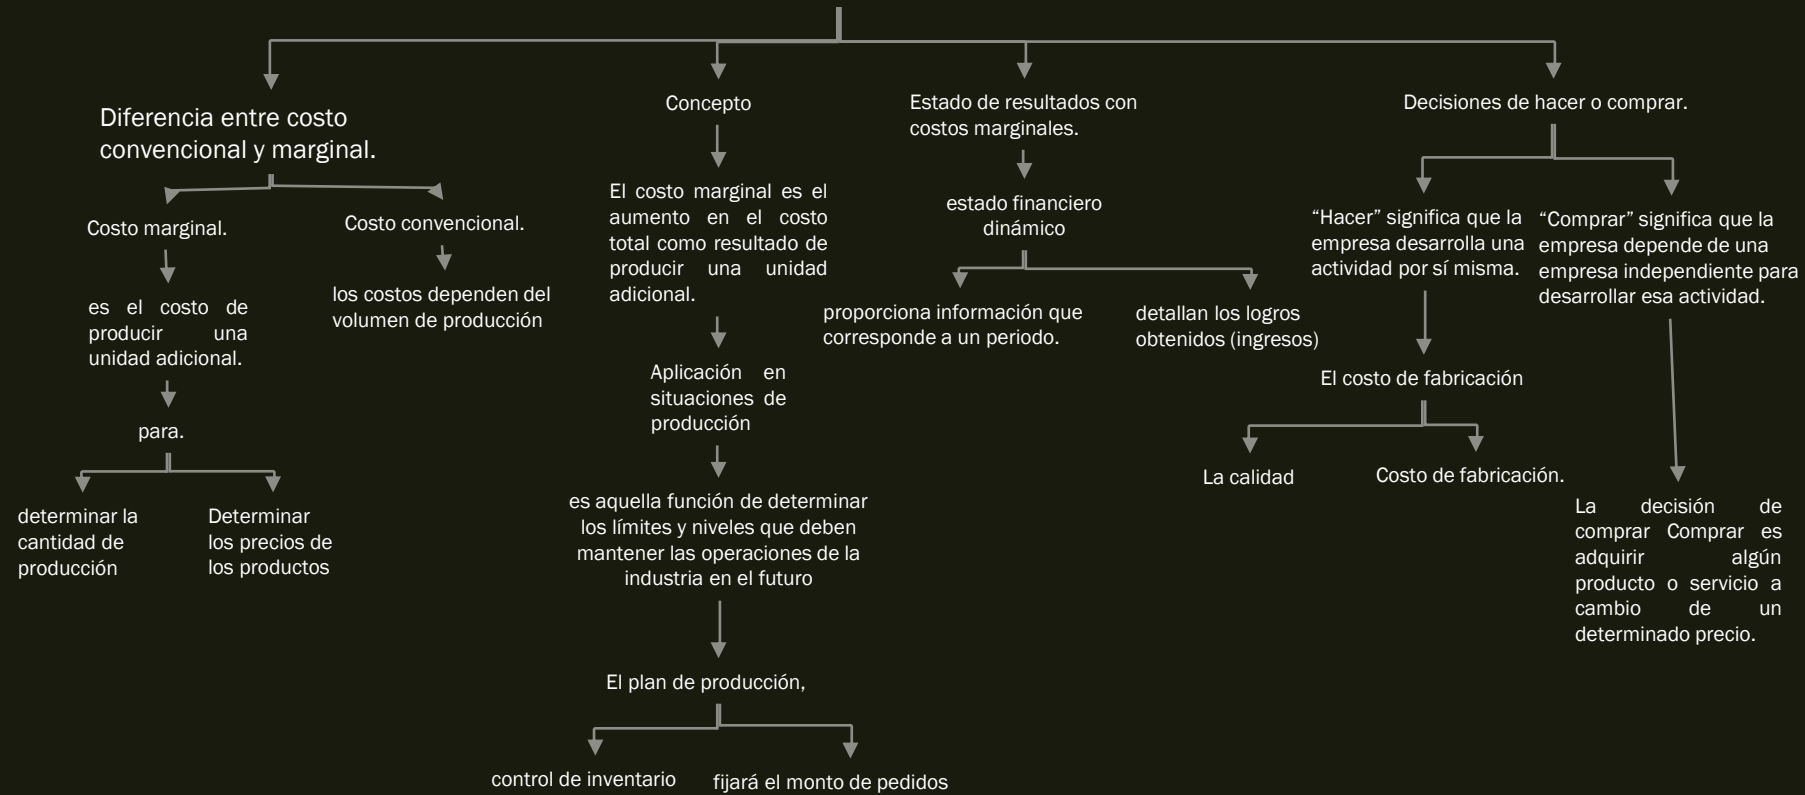 Diferencia entre costo
convencional y marginal.
Costo marginal.
es el costo de
producir una
unidad adicional.
para.
determinar la
cantidad de
producción
Determinar
los precios de
los productos
Costo convencional.
los costos dependen del
volumen de producción
Concepto
El costo marginal es el
aumento en el costo
total como resultado de
producir una unidad
adicional.
Aplicación en
situaciones de
producción
es aquella función de determinar
los límites y niveles que deben
mantener las operaciones de la
industria en el futuro
El plan de producción,
control de inventario
fijará el monto de pedidos
Estado de resultados con
costos marginales.
estado financiero
dinámico
proporciona información que
corresponde a un periodo.
detallan los logros
obtenidos (ingresos)
Decisiones de hacer o comprar.
“Hacer” significa que la
empresa desarrolla una
actividad por sí misma.
El costo de fabricación
La calidad
Costo de fabricación.
“Comprar” significa que la
empresa depende de una
empresa independiente para
desarrollar esa actividad.
La decisión de
comprar Comprar es
adquirir algún
producto o servicio a
cambio de un
determinado precio.